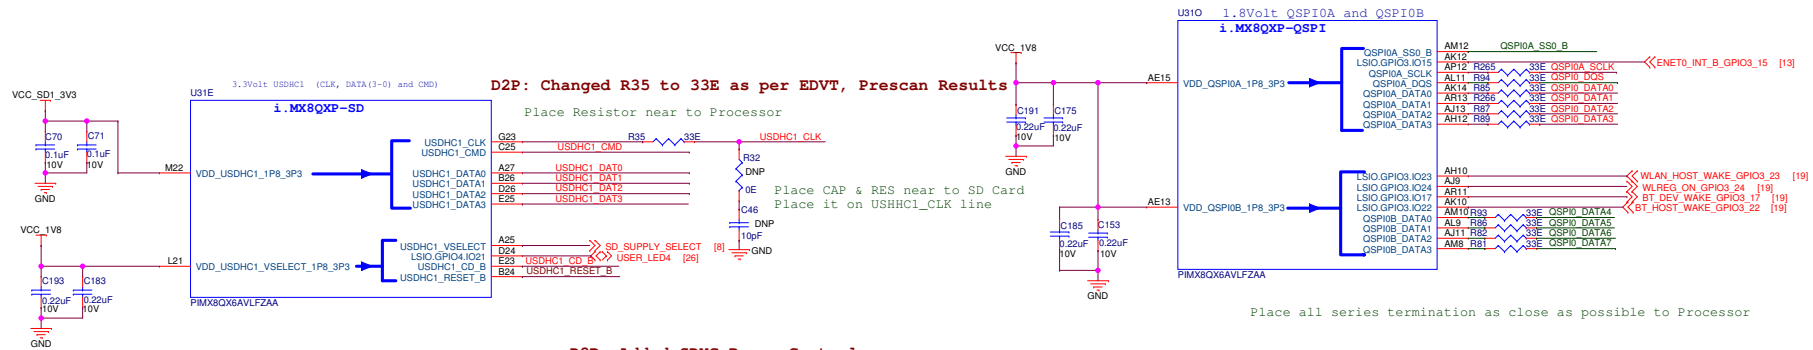 3.3Volt USDHC1 (CLK, DATA(3-0) and CMD)
U31E
i.MX8QXP-SD
VCC_SD1_3V3
C70
0.1uF
10V
C71
0.1uF
10V
GND
M22
VDD_USDHC1_1P8_3P3
VCC_1V8
C193
0.22uF
10V
C183
0.22uF
10V
GND
L21
VDD_USDHC1_VSELECT_1P8_3P3
PIMX8QX6AVLFZAA
USDHC1_CLK
USDHC1_CMD
USDHC1_DATA0
USDHC1_DATA1
USDHC1_DATA2
USDHC1_DATA3
USDHC1_VSELECT
LSIO.GPIO4.IO21
USDHC1_CD_B
USDHC1_RESET_B
G23
C25
A27
B26
D26
E25
A25
D24
E23
B24
USDHC1_CMD
USDHC1_DAT0
USDHC1_DAT1
USDHC1_DAT2
USDHC1_DAT3
SD_SUPPLY_SELECT [8]
USER_LED4 [26]
USDHC1_CD_B
USDHC1_RESET_B
D2P: Changed R35 to 33E as per EDVT, Prescan Results
Place Resistor near to Processor
R35
33E
USDHC1_CLK
R32
DNP
0E
C46
DNP
10pF
GND
Place CAP & RES near to SD Card
Place it on USHHC1_CLK line
U31O
1.8Volt QSPI0A and QSPI0B
i.MX8QXP-QSPI
VCC_1V8
C191
0.22uF
10V
C175
0.22uF
10V
GND
AE15
VDD_QSPI0A_1P8_3P3
C185
0.22uF
10V
C153
0.22uF
10V
GND
AE13
VDD_QSPI0B_1P8_3P3
PIMX8QX6AVLFZAA
QSPI0A_SS0_B
LSIO.GPIO3.IO15
QSPI0A_SCLK
QSPI0A_DQS
QSPI0A_DATA0
QSPI0A_DATA1
QSPI0A_DATA2
QSPI0A_DATA3
AM12 QSPI0A_SS0_B
AK12 ENET0_INT_B_GPIO3_15 [13]
AP12 R265 33E QSPI0A_SCLK
AL11 R94 33E QSPI0_DQS
AK14 R85 33E QSPI0_DATA0
AR13 R266 33E QSPI0_DATA1
AJ13 R87 33E QSPI0_DATA2
AH12 R89 33E QSPI0_DATA3
LSIO.GPIO3.IO23
LSIO.GPIO3.IO24
LSIO.GPIO3.IO17
LSIO.GPIO3.IO22
QSPI0B_DATA0
QSPI0B_DATA1
QSPI0B_DATA2
QSPI0B_DATA3
AH10 WLAN_HOST_WAKE_GPIO3_23 [19]
AJ9 WLREG_ON_GPIO3_24 [19]
AR11 BT_DEV_WAKE_GPIO3_17 [19]
AK10 BT_HOST_WAKE_GPIO3_22 [19]
AM10 R93 33E QSPI0_DATA4
AL9 R86 33E QSPI0_DATA5
AJ11 R82 33E QSPI0_DATA6
AM8 R81 33E QSPI0_DATA7
Place all series termination as close as possible to Processor